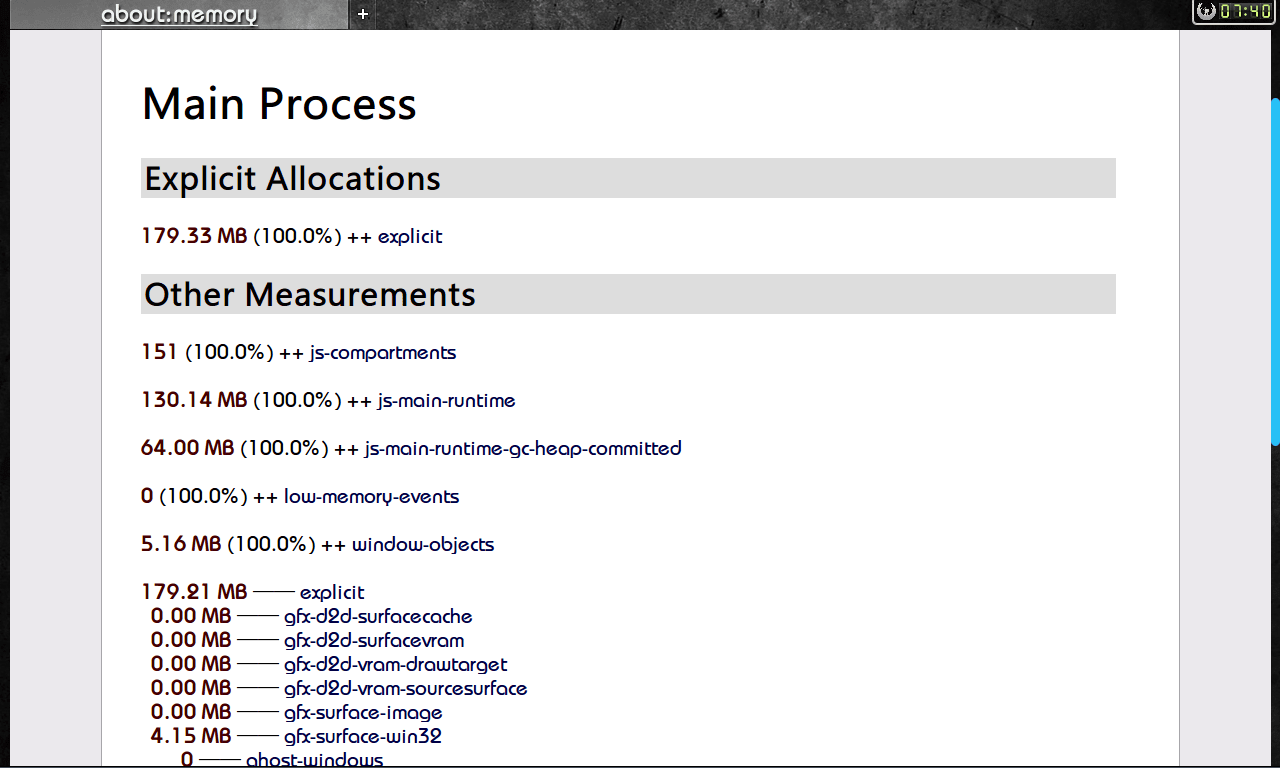 about:memory
+
07:40
Main Process
Explicit Allocations
179.33 MB (100.0%) ++ explicit
Other Measurements
151 (100.0%) ++ js-compartments
130.14 MB (100.0%) ++ js-main-runtime
64.00 MB (100.0%) ++ js-main-runtime-gc-heap-committed
0 (100.0%) ++ low-memory-events
5.16 MB (100.0%) ++ window-objects
179.21 MB ─── explicit
0.00 MB ─── gfx-d2d-surfacecache
0.00 MB ─── gfx-d2d-surfacevram
0.00 MB ─── gfx-d2d-vram-drawtarget
0.00 MB ─── gfx-d2d-vram-sourcesurface
0.00 MB ─── gfx-surface-image
4.15 MB ─── gfx-surface-win32
0 ─── ghost-windows